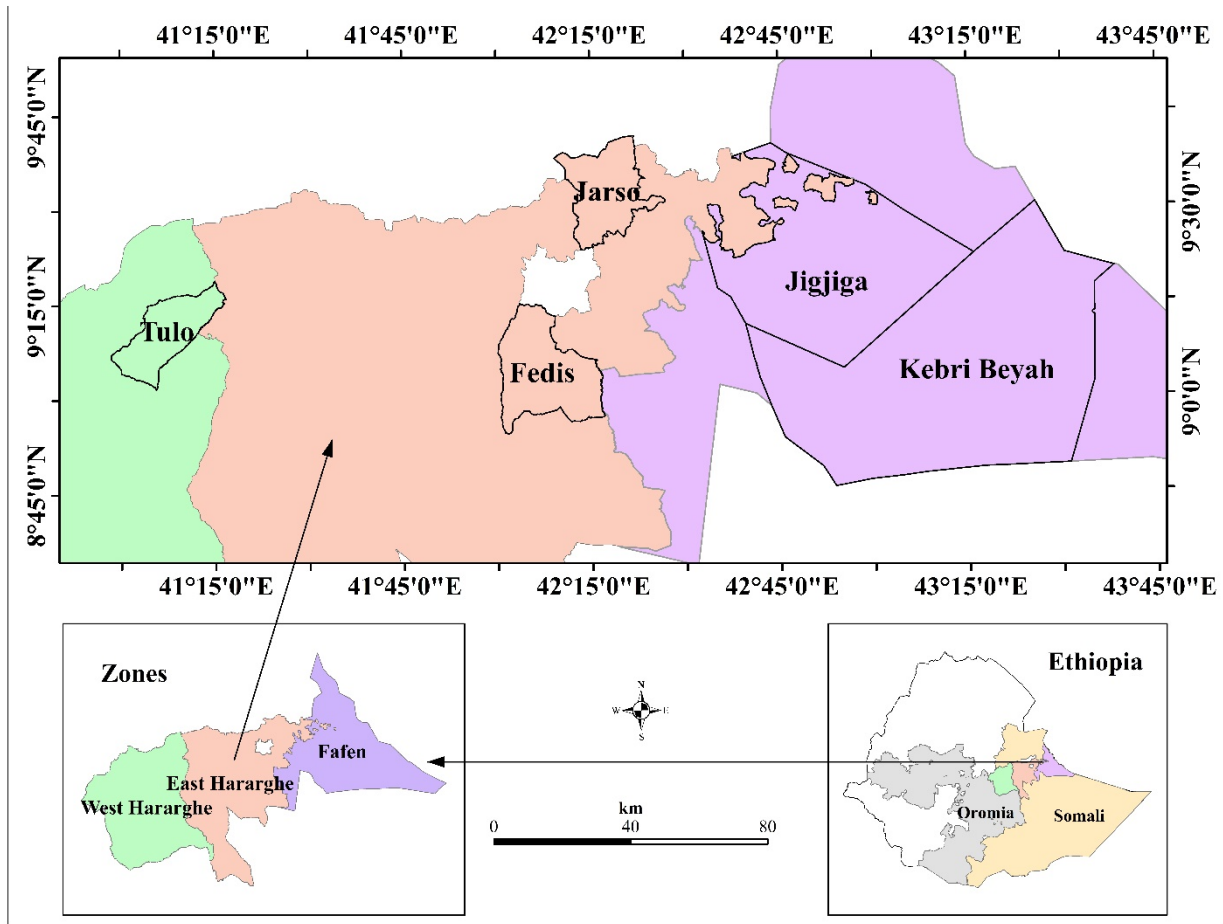 41°15'0"E 41°45'0"E 42°15'0"E 42°45'0"E 43°15'0"E 43°45'0"E
9°45'0"N
9°15'0"N
8°45'0"N
9°30'0"N
9°0'0"N
Jarso
Jigjiga
Tulo
Fedis
Kebri Beyah
41°15'0"E 41°45'0"E 42°15'0"E 42°45'0"E 43°15'0"E 43°45'0"E
Zones
Fafen
East Hararghe
West Hararghe
N
W E
S
km
0 40 80
Ethiopia
Oromia
Somali